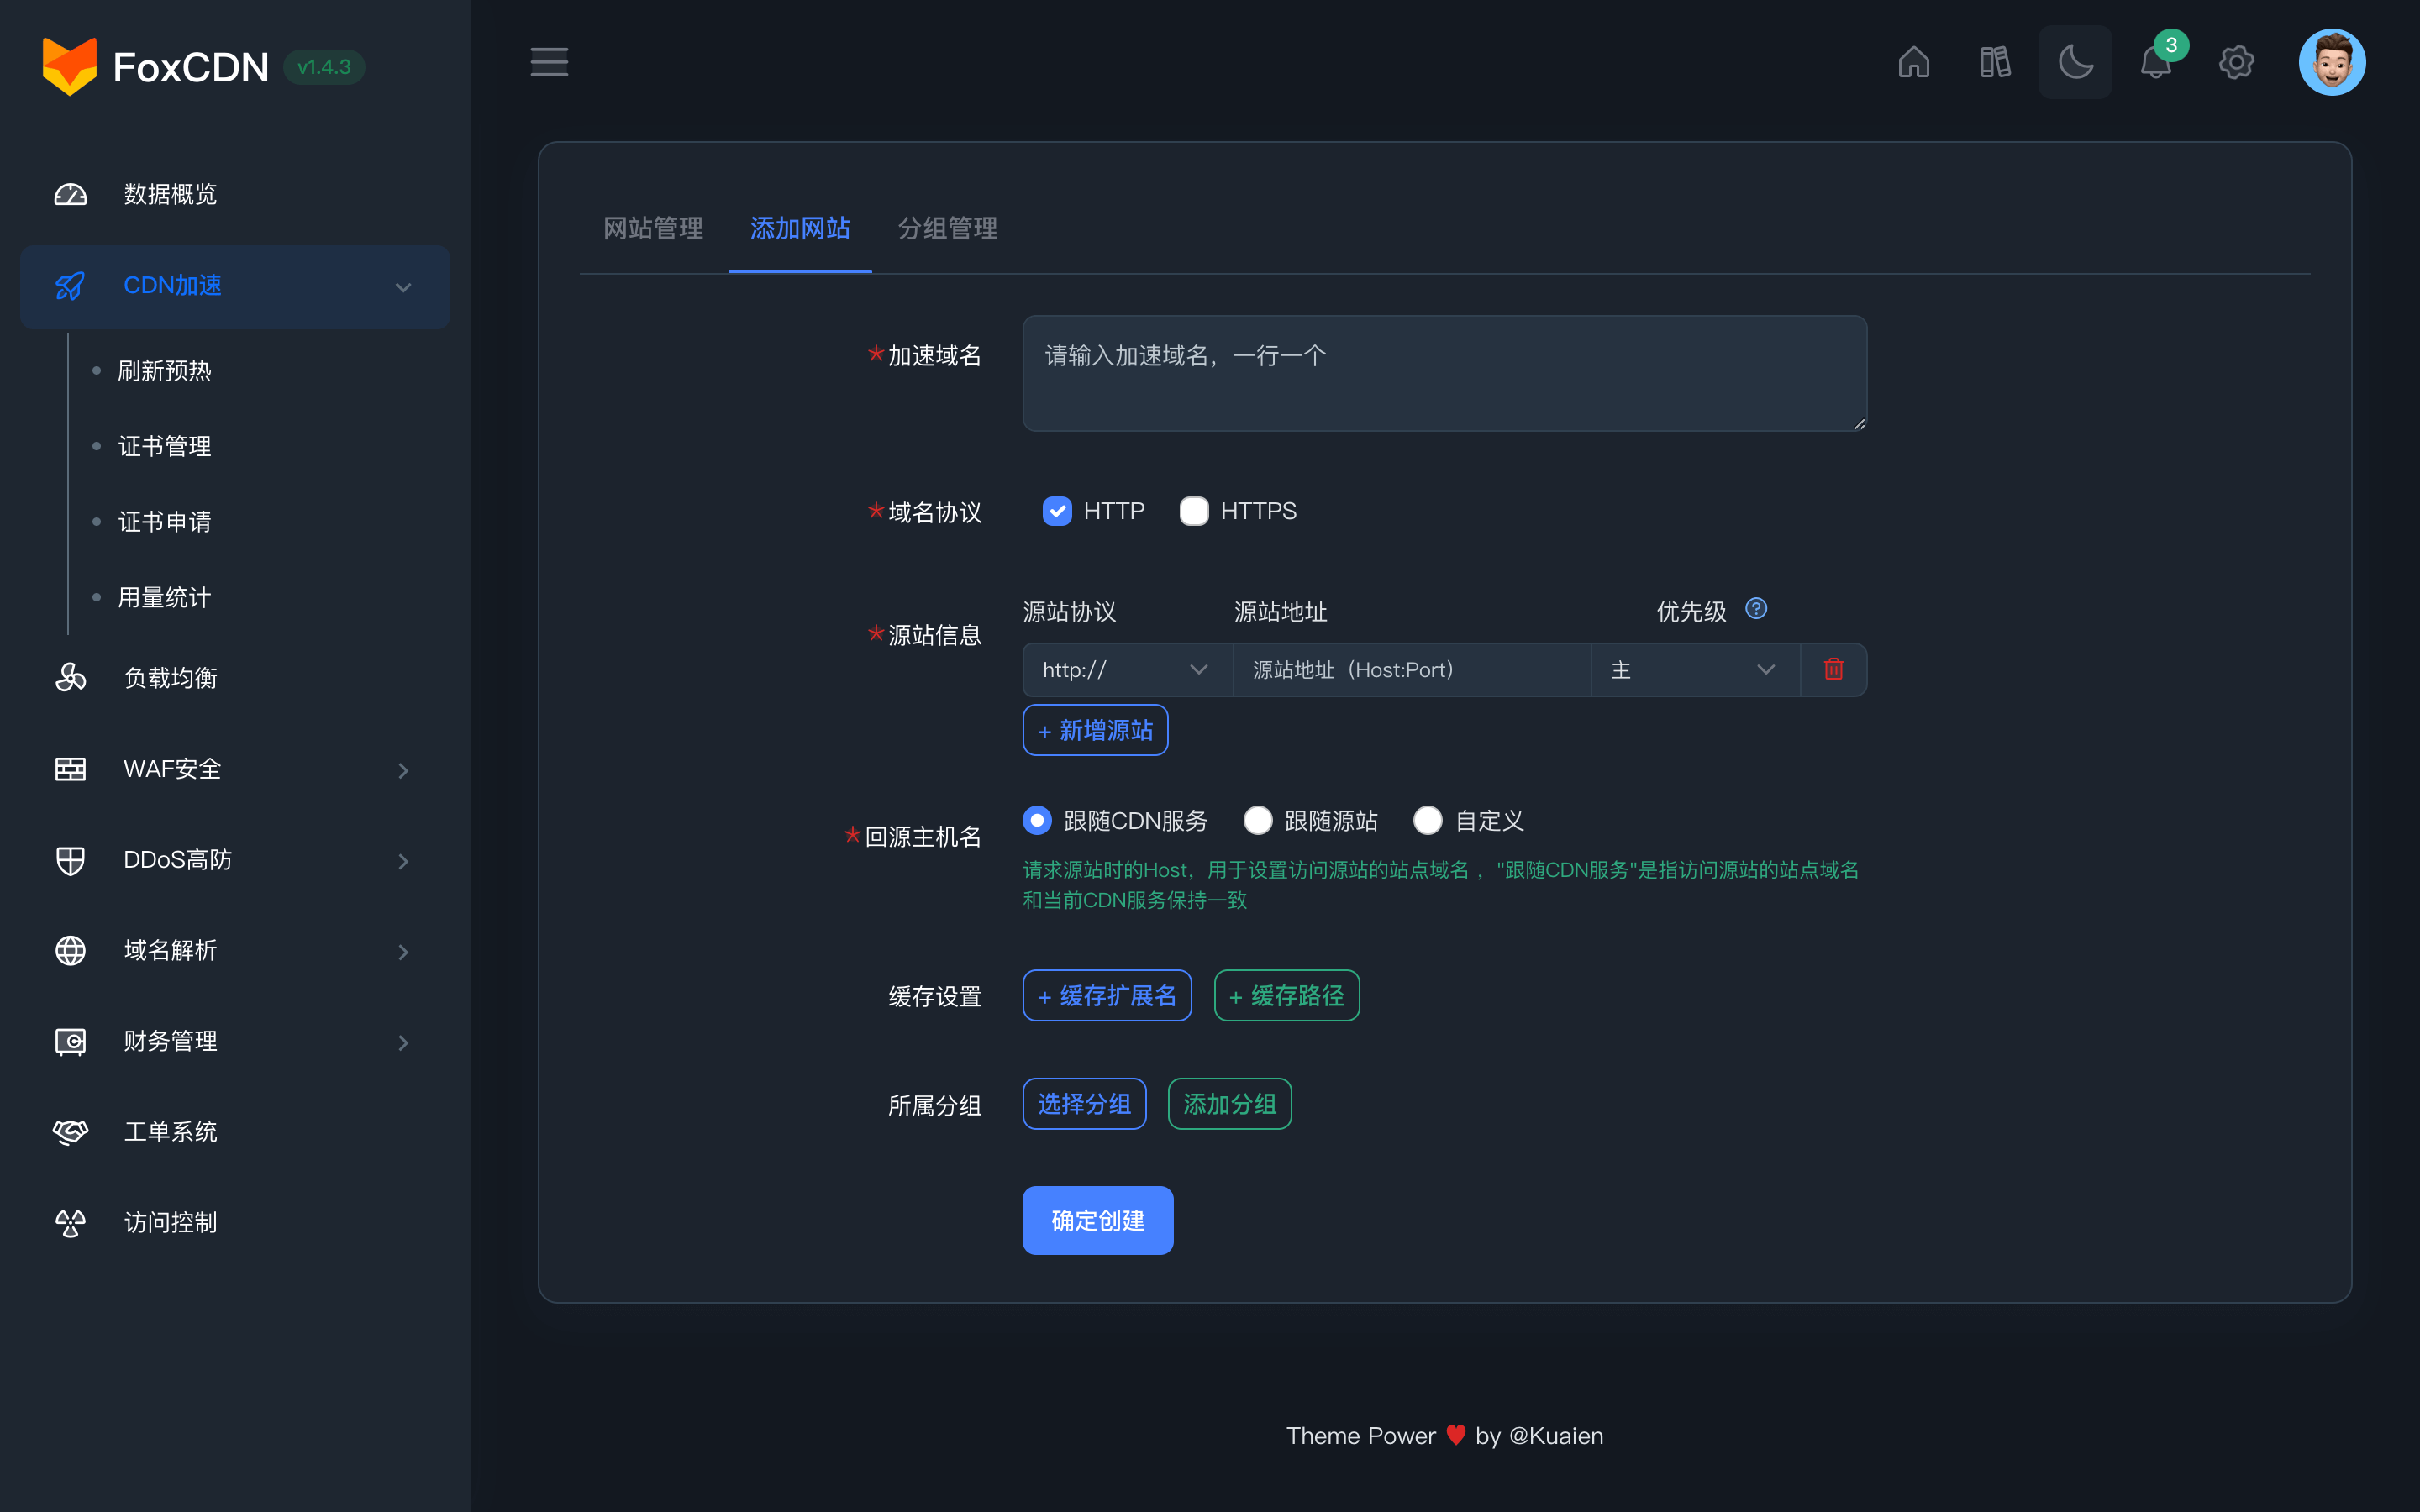 FoxCDN v1.4.3
3
数据概览
CDN加速
刷新预热
证书管理
证书申请
用量统计
负载均衡
WAF安全
DDoS高防
域名解析
财务管理
工单系统
访问控制
网站管理 添加网站 分组管理
*加速域名 请输入加速域名，一行一个
*域名协议 HTTP HTTPS
源站协议 源站地址 优先级 ?
*源站信息
http:// 源站地址（Host:Port） 主
+ 新增源站
*回源主机名 跟随CDN服务 跟随源站 自定义
请求源站时的Host，用于设置访问源站的站点域名 ，"跟随CDN服务"是指访问源站的站点域名
和当前CDN服务保持一致
缓存设置 + 缓存扩展名 + 缓存路径
所属分组 选择分组 添加分组
确定创建
Theme Power ♥ by @Kuaien